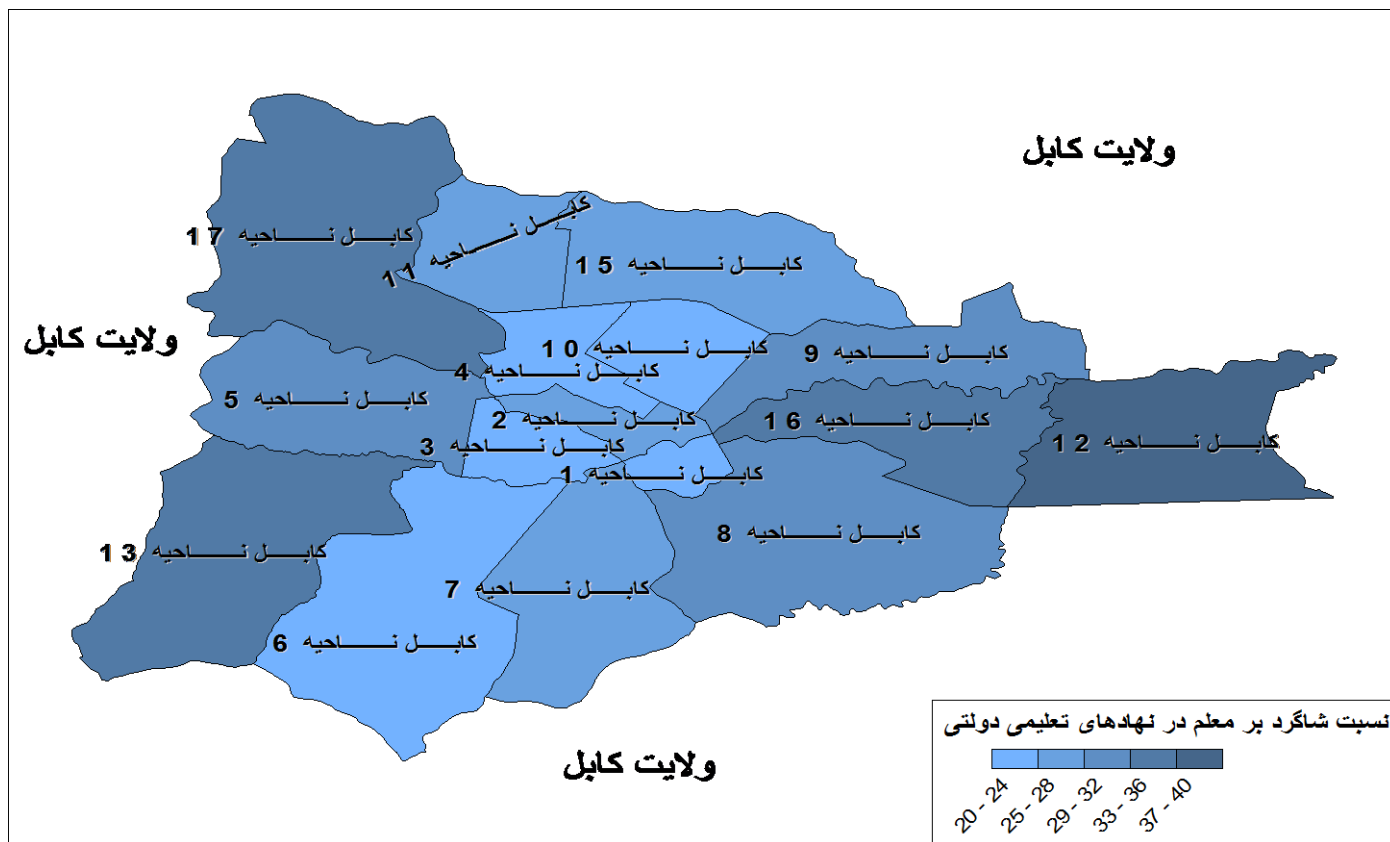 ولایت کابل
کابل ناحیه 11
کابل ناحیه 17
کابل ناحیه 15
ولایت کابل
کابل ناحیه 10
کابل ناحیه 9
کابل ناحیه 4
کابل ناحیه 5
کابل ناحیه 2
کابل ناحیه 16
کابل ناحیه 3
کابل ناحیه 12
کابل ناحیه 1
کابل ناحیه 8
کابل ناحیه 13
کابل ناحیه 7
کابل ناحیه 6
ولایت کابل
نسبت شاگرد بر معلم در نهادهای تعلیمی دولتی
20 - 24
25 - 28
29 - 32
33 - 36
37 - 40